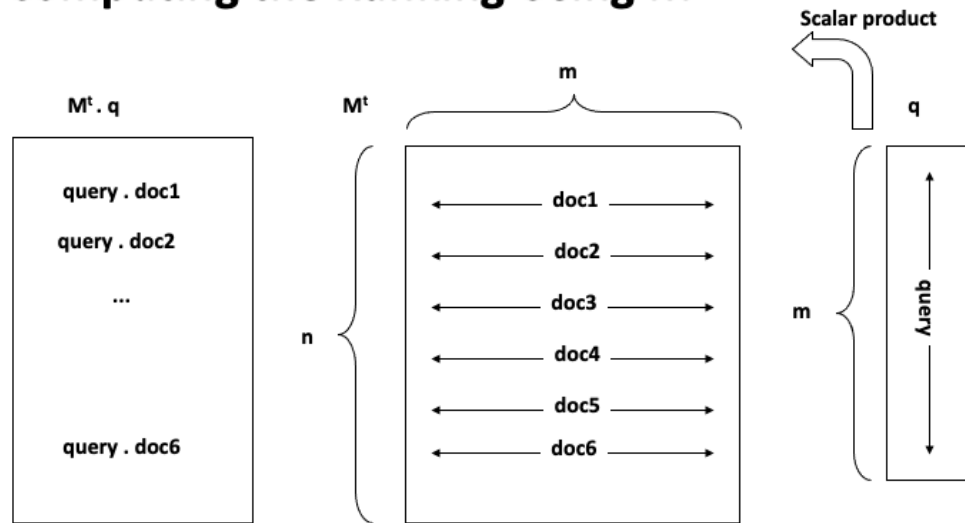 Scalar product
m
Mᵗ . q
Mᵗ
q
query . doc1
query . doc2
...
query . doc6
n
doc1
doc2
doc3
doc4
doc5
doc6
m
query